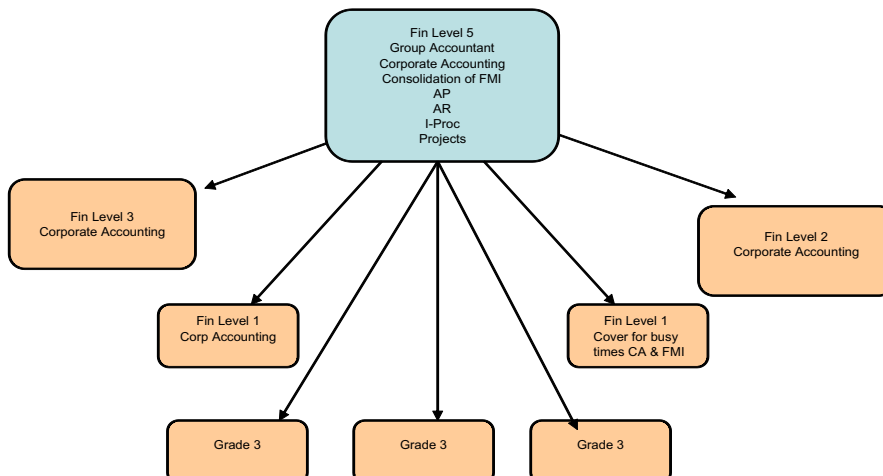 Fin Level 5
Group Accountant
Corporate Accounting
Consolidation of FMI
AP
AR
I-Proc
Projects
Fin Level 3
Corporate Accounting
Fin Level 2
Corporate Accounting
Fin Level 1
Corp Accounting
Fin Level 1
Cover for busy
times CA & FMI
Grade 3
Grade 3
Grade 3